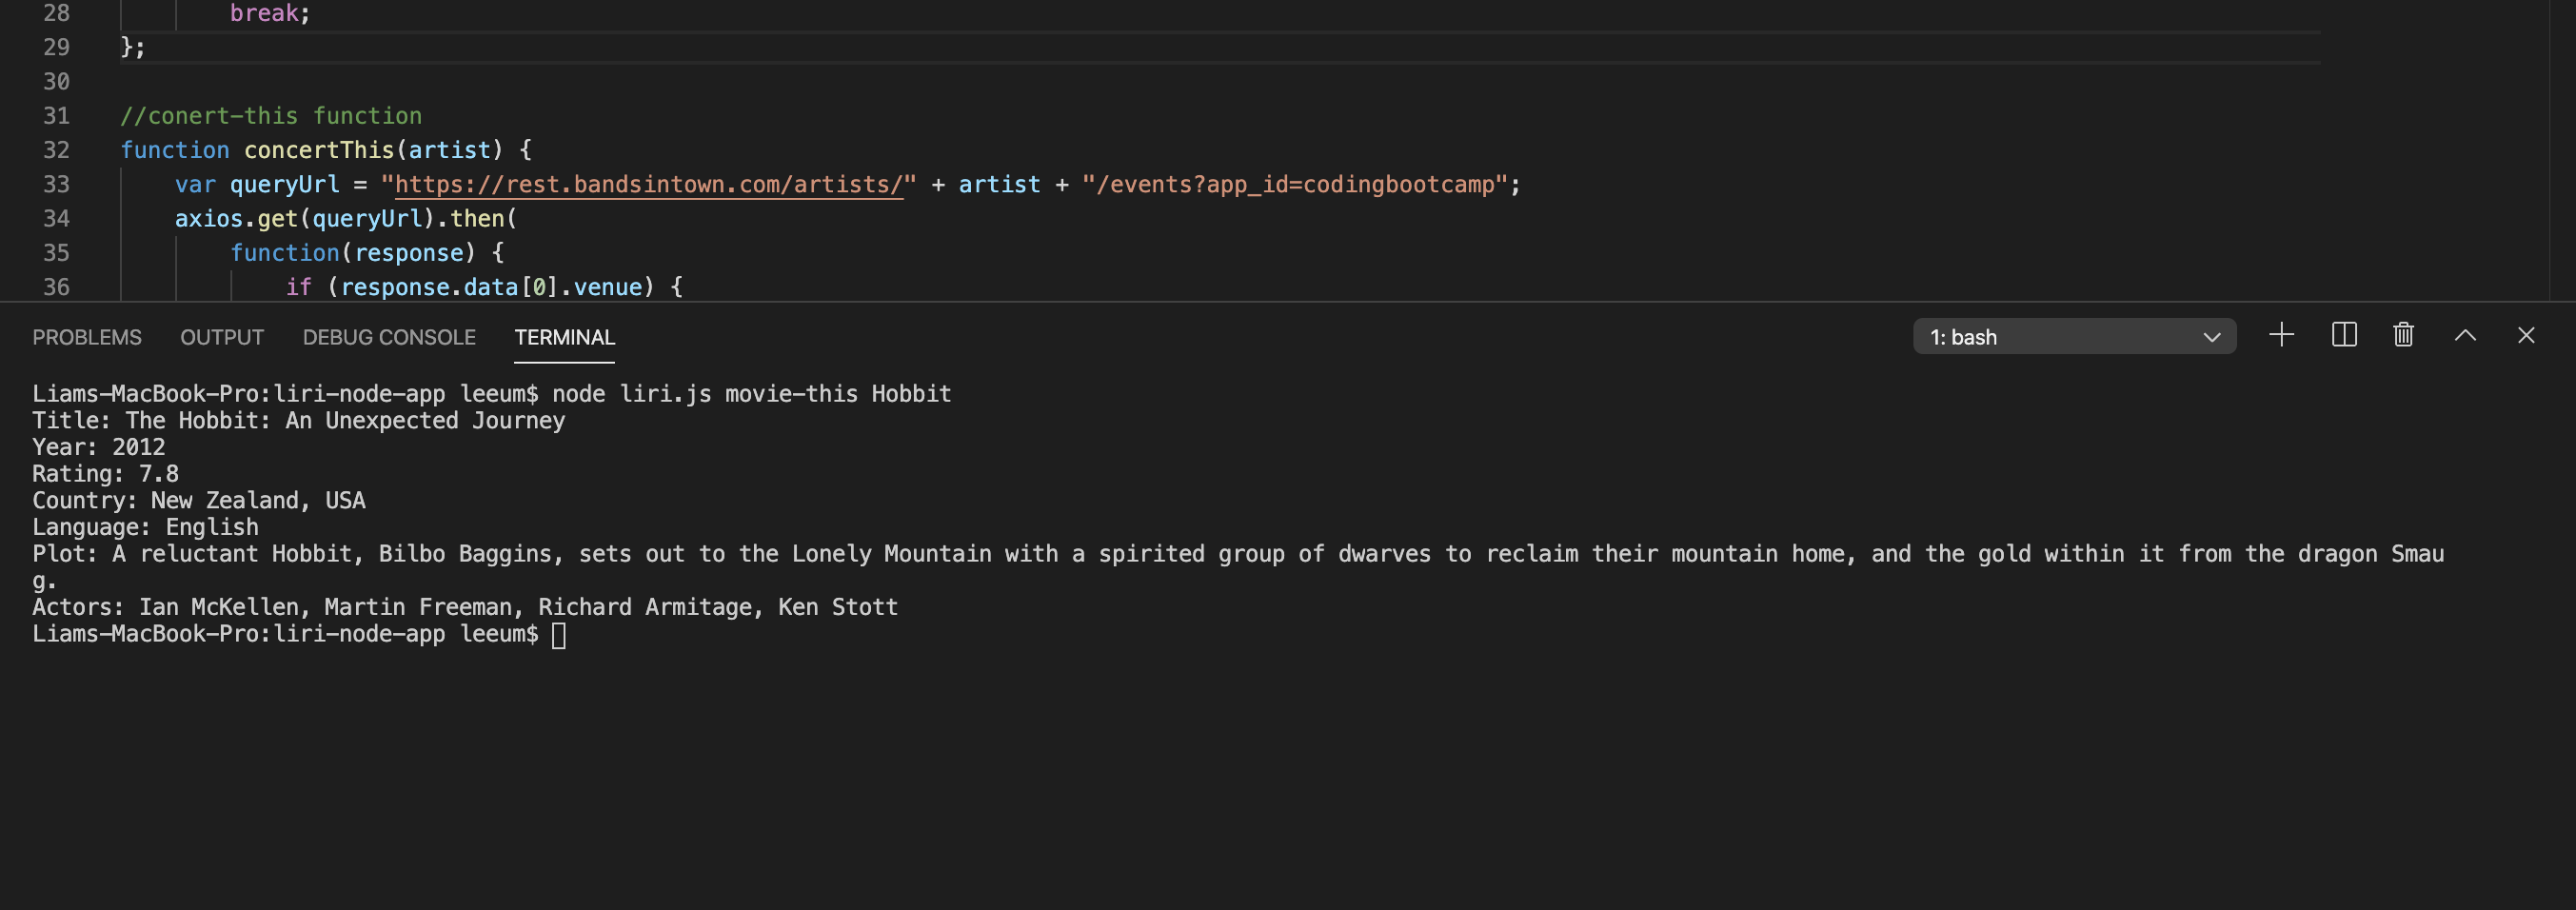 28 break;
29 };
30
31 //conert-this function
32 function concertThis(artist) {
33 var queryUrl = "https://rest.bandsintown.com/artists/" + artist + "/events?app_id=codingbootcamp";
34 axios.get(queryUrl).then(
35 function(response) {
36 if (response.data[0].venue) {
PROBLEMS OUTPUT DEBUG CONSOLE TERMINAL 1: bash
Liams-MacBook-Pro:liri-node-app leeum$ node liri.js movie-this Hobbit
Title: The Hobbit: An Unexpected Journey
Year: 2012
Rating: 7.8
Country: New Zealand, USA
Language: English
Plot: A reluctant Hobbit, Bilbo Baggins, sets out to the Lonely Mountain with a spirited group of dwarves to reclaim their mountain home, and the gold within it from the dragon Smau
g.
Actors: Ian McKellen, Martin Freeman, Richard Armitage, Ken Stott
Liams-MacBook-Pro:liri-node-app leeum$